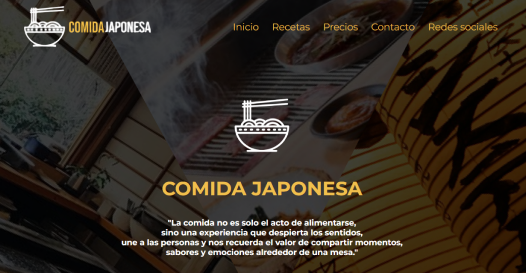 COMIDAJAPONESA
Inicio Recetas Precios Contacto Redes sociales
COMIDA JAPONESA
"La comida no es solo el acto de alimentarse,
sino una experiencia que despierta los sentidos,
une a las personas y nos recuerda el valor de compartir momentos,
sabores y emociones alrededor de una mesa."